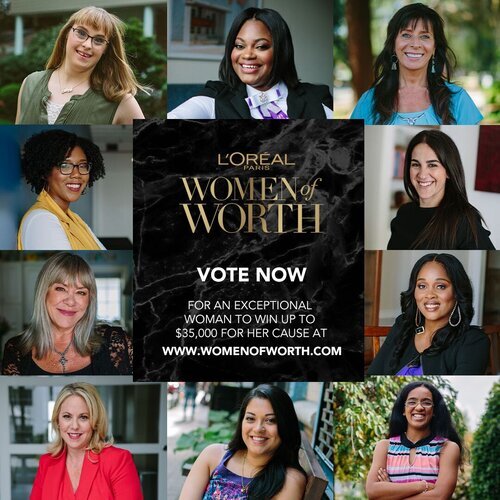 L'ORÉAL
PARIS
WOMEN of
WORTH
VOTE NOW
FOR AN EXCEPTIONAL
WOMAN TO WIN UP TO
$35,000 FOR HER CAUSE AT
WWW.WOMENOFWORTH.COM